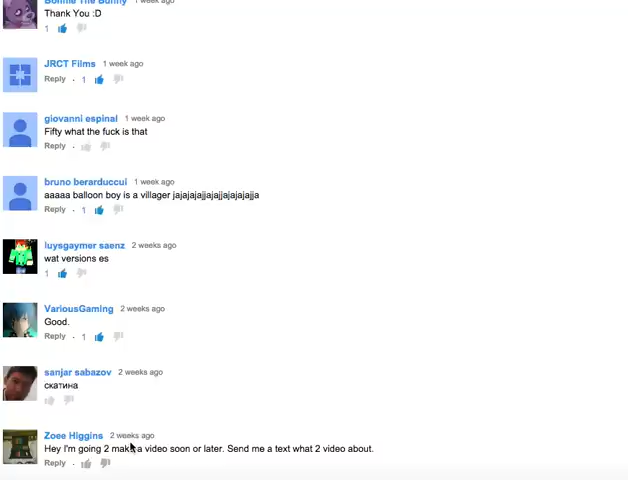 Bonnie The Bunny 1 week ago
Thank You :D
1
JRCT Films 1 week ago
Reply · 1
giovanni espinal 1 week ago
Fifty what the fuck is that
Reply ·
bruno berarduccui 1 week ago
aaaaa balloon boy is a villager jajajajajjajajjajajajajajja
Reply · 1
luysgaymer saenz 2 weeks ago
wat versions es
1
VariousGaming 2 weeks ago
Good.
Reply · 1
sanjar sabazov 2 weeks ago
скатина
Zoee Higgins 2 weeks ago
Hey I'm going 2 make a video soon or later. Send me a text what 2 video about.
Reply ·